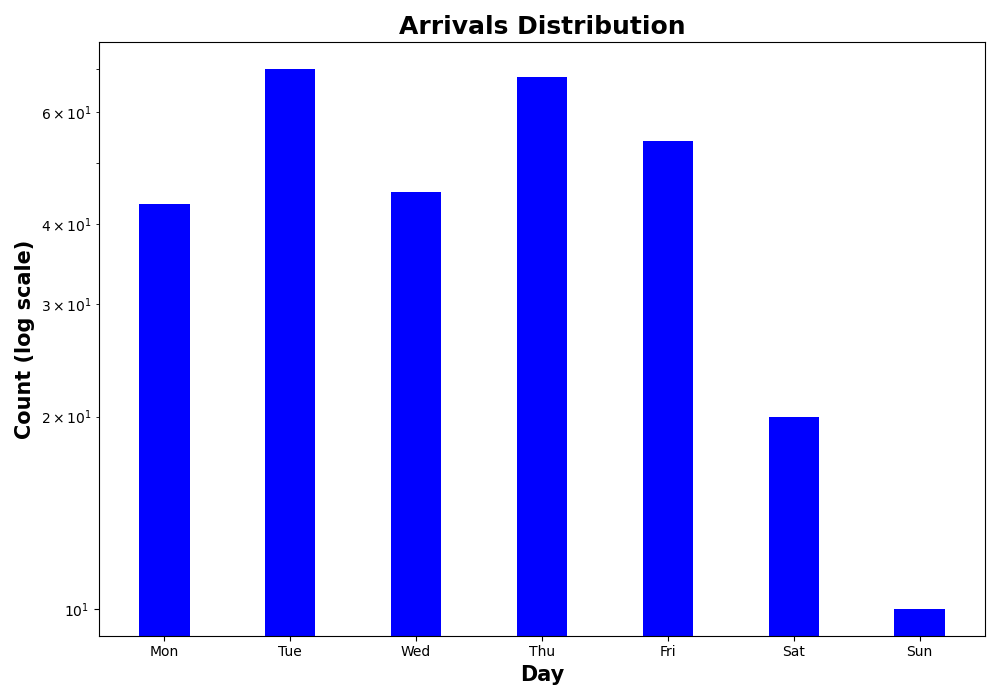 Arrivals Distribution
6 × 10¹
4 × 10¹
3 × 10¹
2 × 10¹
10¹
Count (log scale)
Mon Tue Wed Thu Fri Sat Sun
Day